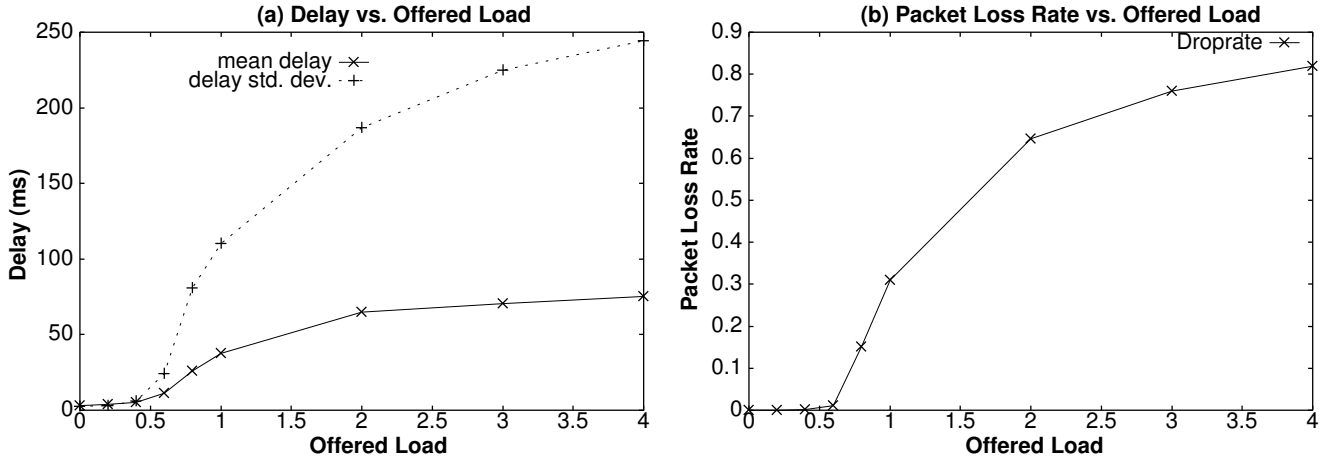 (a) Delay vs. Offered Load
250
200
150
100
50
0
Delay (ms)
mean delay
delay std. dev.
0 0.5 1 1.5 2 2.5 3 3.5 4
Offered Load
(b) Packet Loss Rate vs. Offered Load
0.9
0.8
0.7
0.6
0.5
0.4
0.3
0.2
0.1
0
Packet Loss Rate
Droprate
0 0.5 1 1.5 2 2.5 3 3.5 4
Offered Load